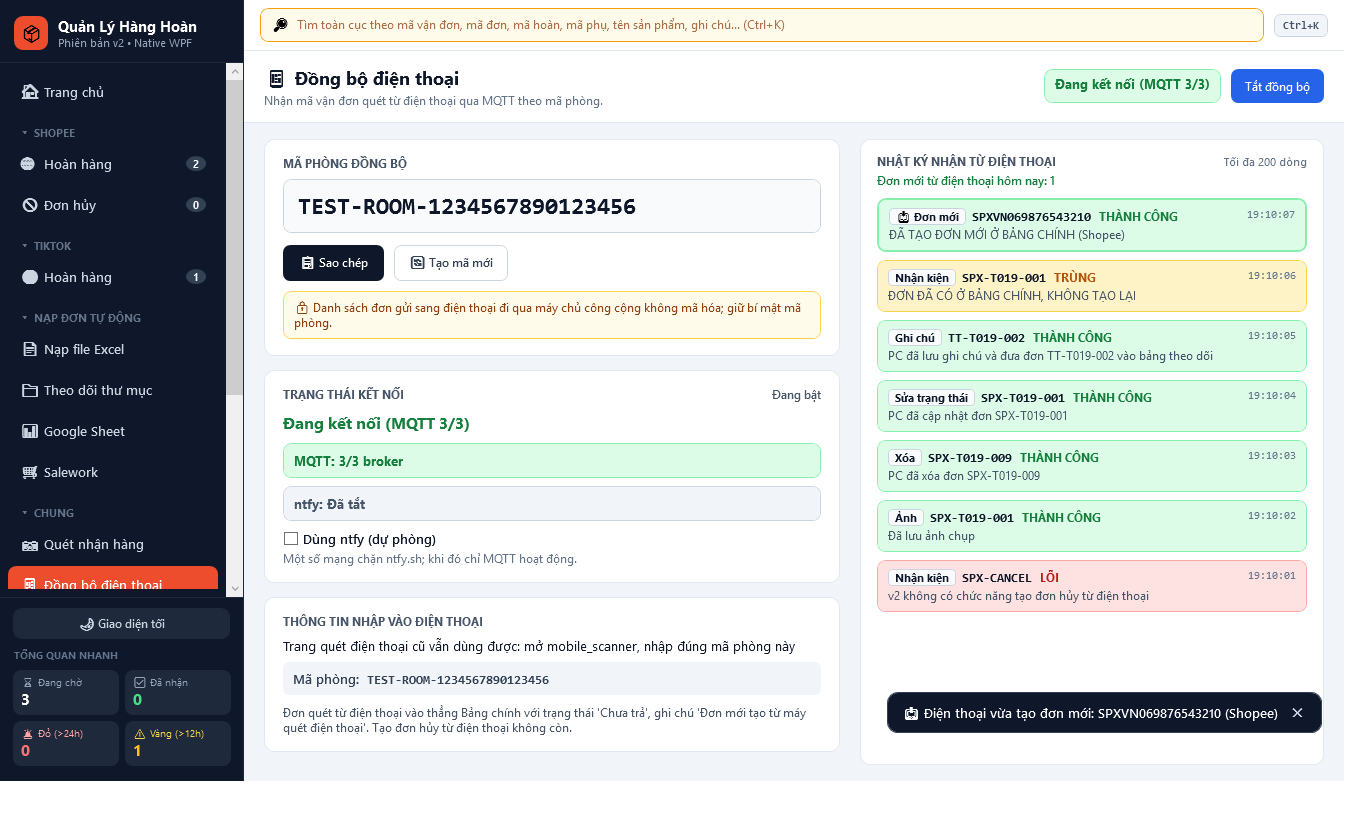 Quản Lý Hàng Hoàn
Phiên bản v2 • Native WPF
Trang chủ
SHOPEE
Hoàn hàng 2
Đơn hủy 0
TIKTOK
Hoàn hàng 1
NẠP ĐƠN TỰ ĐỘNG
Nạp file Excel
Theo dõi thư mục
Google Sheet
Salework
CHUNG
Quét nhận hàng
Đồng bộ điện thoại
Giao diện tối
TỔNG QUAN NHANH
Đang chờ
3
Đã nhận
0
Đỏ (>24h)
0
Vàng (>12h)
1
Tìm toàn cục theo mã vận đơn, mã đơn, mã hoàn, mã phụ, tên sản phẩm, ghi chú... (Ctrl+K)
Ctrl+K
Đồng bộ điện thoại
Nhận mã vận đơn quét từ điện thoại qua MQTT theo mã phòng.
Đang kết nối (MQTT 3/3)
Tắt đồng bộ
MÃ PHÒNG ĐỒNG BỘ
TEST-ROOM-1234567890123456
Sao chép
Tạo mã mới
Danh sách đơn gửi sang điện thoại đi qua máy chủ công cộng không mã hóa; giữ bí mật mã
phòng.
TRẠNG THÁI KẾT NỐI
Đang bật
Đang kết nối (MQTT 3/3)
MQTT: 3/3 broker
ntfy: Đã tắt
Dùng ntfy (dự phòng)
Một số mạng chặn ntfy.sh; khi đó chỉ MQTT hoạt động.
THÔNG TIN NHẬP VÀO ĐIỆN THOẠI
Trang quét điện thoại cũ vẫn dùng được: mở mobile_scanner, nhập đúng mã phòng này
Mã phòng: TEST-ROOM-1234567890123456
Đơn quét từ điện thoại vào thẳng Bảng chính với trạng thái 'Chưa trả', ghi chú 'Đơn mới tạo từ máy
quét điện thoại'. Tạo đơn hủy từ điện thoại không còn.
NHẬT KÝ NHẬN TỪ ĐIỆN THOẠI
Tối đa 200 dòng
Đơn mới từ điện thoại hôm nay: 1
Đơn mới SPXVN069876543210 THÀNH CÔNG 19:10:07
ĐÃ TẠO ĐƠN MỚI Ở BẢNG CHÍNH (Shopee)
Nhận kiện SPX-T019-001 TRÙNG 19:10:06
ĐƠN ĐÃ CÓ Ở BẢNG CHÍNH, KHÔNG TẠO LẠI
Ghi chú TT-T019-002 THÀNH CÔNG 19:10:05
PC đã lưu ghi chú và đưa đơn TT-T019-002 vào bảng theo dõi
Sửa trạng thái SPX-T019-001 THÀNH CÔNG 19:10:04
PC đã cập nhật đơn SPX-T019-001
Xóa SPX-T019-009 THÀNH CÔNG 19:10:03
PC đã xóa đơn SPX-T019-009
Ảnh SPX-T019-001 THÀNH CÔNG 19:10:02
Đã lưu ảnh chụp
Nhận kiện SPX-CANCEL LỖI 19:10:01
v2 không có chức năng tạo đơn hủy từ điện thoại
Điện thoại vừa tạo đơn mới: SPXVN069876543210 (Shopee)